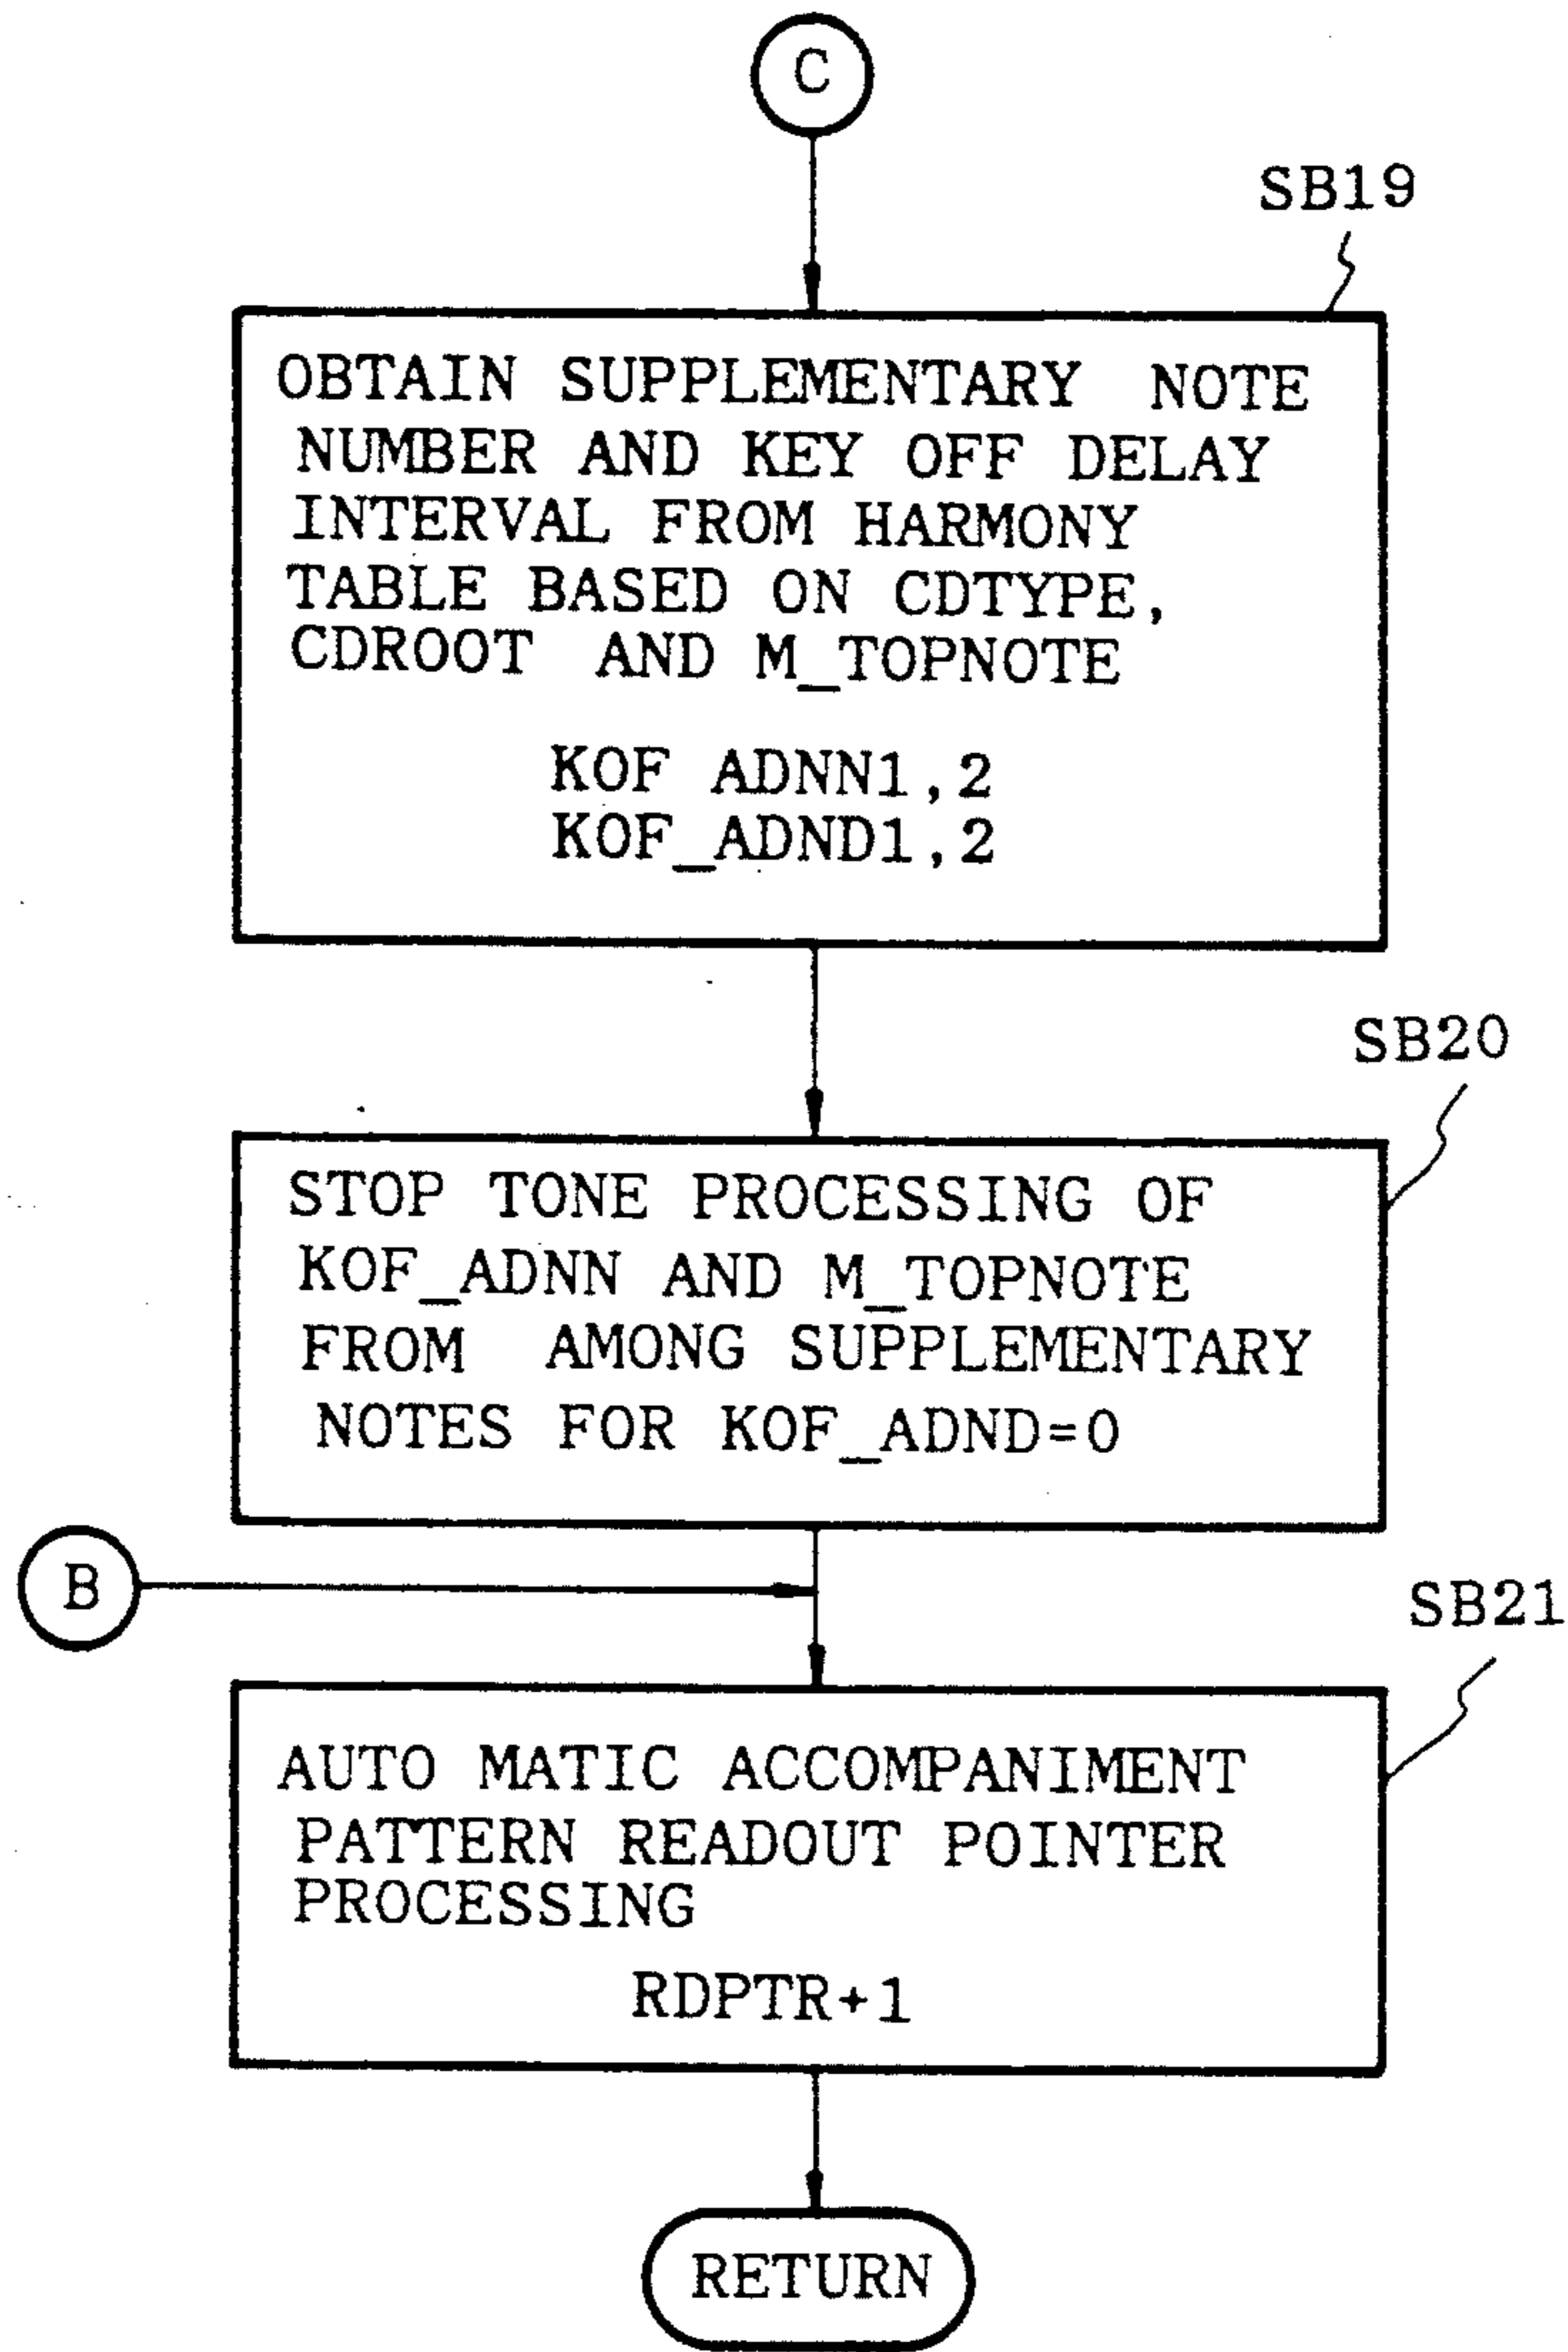 C
SB19
OBTAIN SUPPLEMENTARY NOTE
NUMBER AND KEY OFF DELAY
INTERVAL FROM HARMONY
TABLE BASED ON CDTYPE,
CDROOT AND M_TOPNOTE
KOF ADNN1,2
KOF_ADND1,2
SB20
STOP TONE PROCESSING OF
KOF_ADNN AND M_TOPNOTE
FROM AMONG SUPPLEMENTARY
NOTES FOR KOF_ADND=0
B
SB21
AUTO MATIC ACCOMPANIMENT
PATTERN READOUT POINTER
PROCESSING
RDPTR+1
RETURN